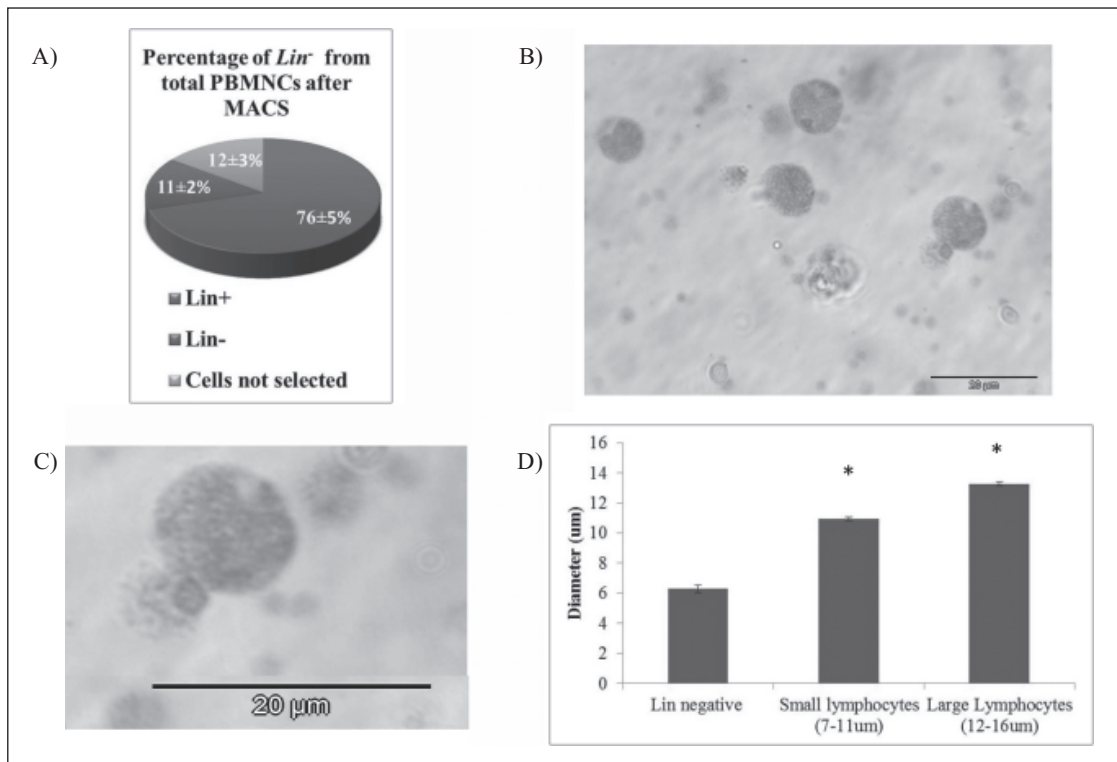 A)
Percentage of Lin- from
total PBMNCs after
MACS
12±3%
11±2%
76±5%
Lin+
Lin-
Cells not selected
B)
20 µm
C)
20 µm
D)
16
14
12
10
8
6
4
2
0
Diameter (um)
*
*
Lin negative
Small lymphocytes
(7-11um)
Large Lymphocytes
(12-16um)